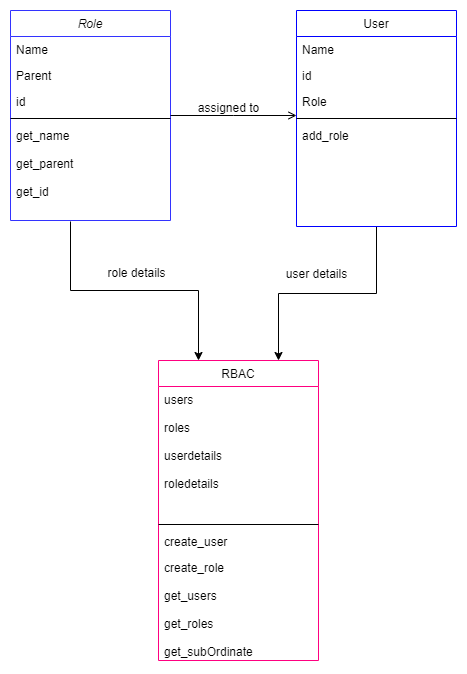 Role
Name
Parent
id
get_name
get_parent
get_id
assigned to
User
Name
id
Role
add_role
role details
user details
RBAC
users
roles
userdetails
roledetails
create_user
create_role
get_users
get_roles
get_subOrdinate